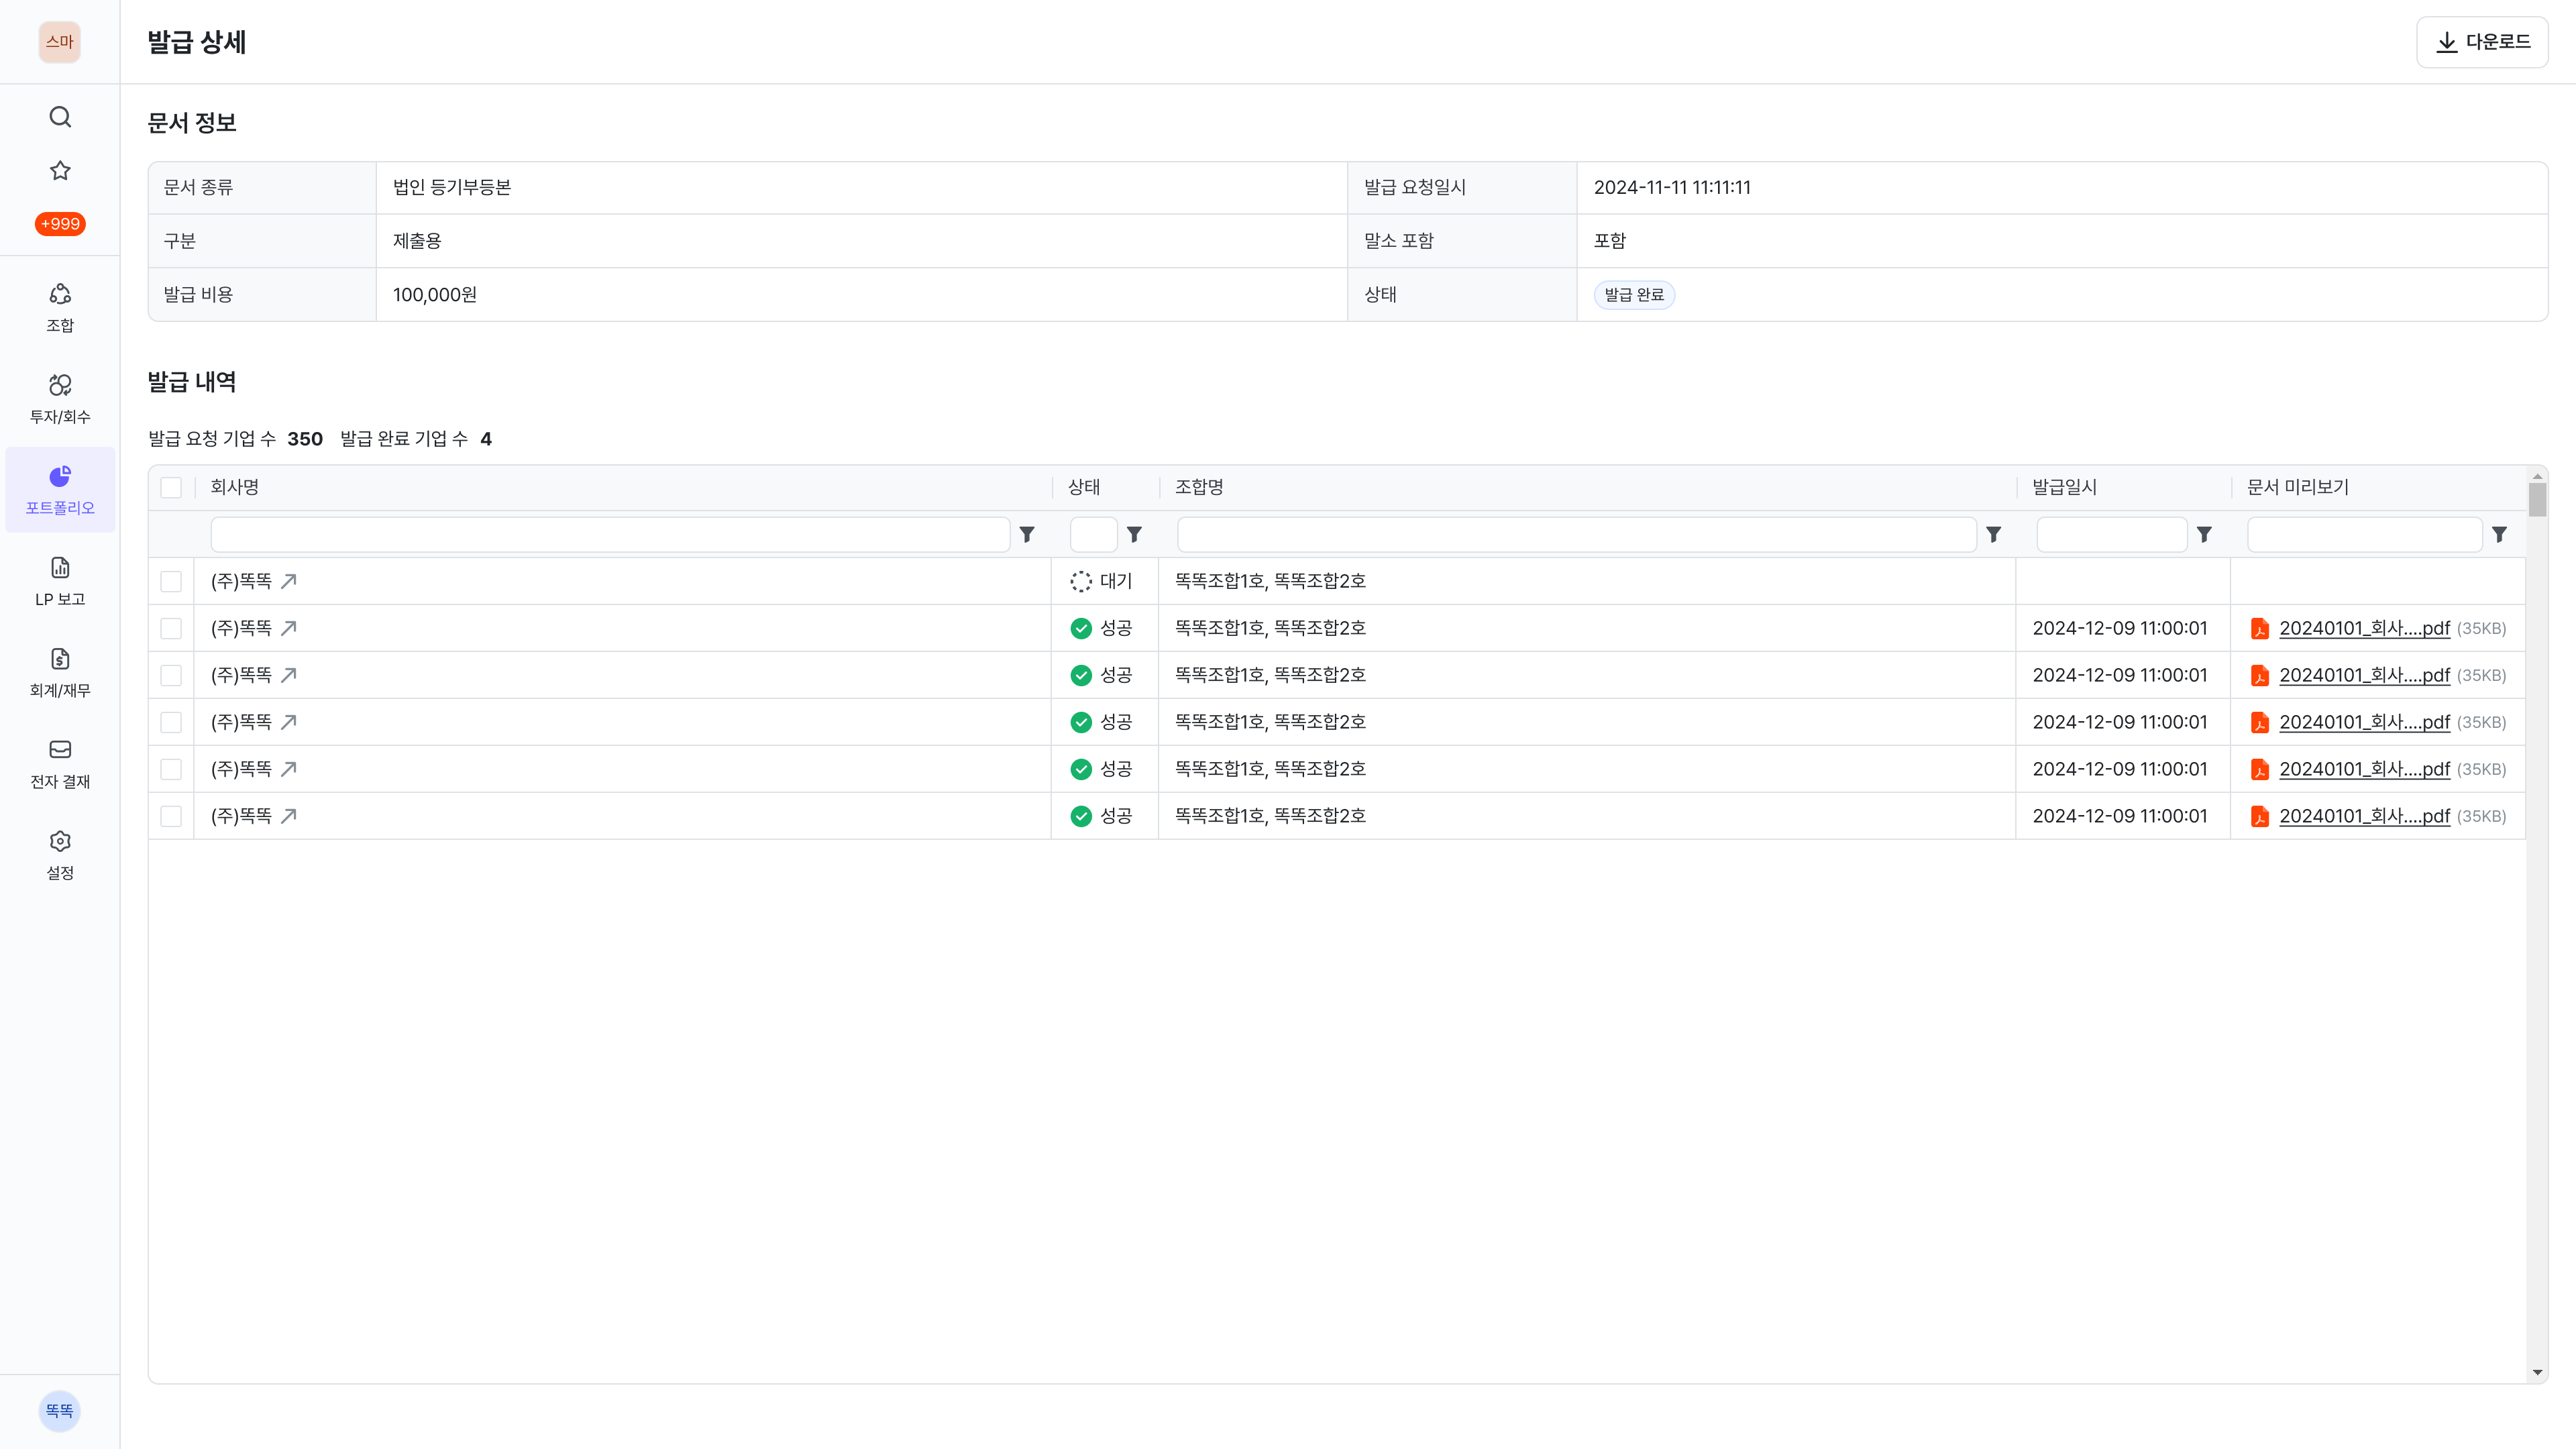 스마
발급 상세
다운로드
+999
조합
투자/회수
포트폴리오
LP 보고
회계/재무
전자 결재
설정
똑똑
문서 정보
문서 종류 법인 등기부등본 발급 요청일시 2024-11-11 11:11:11
구분 제출용 말소 포함 포함
발급 비용 100,000원 상태 발급 완료
발급 내역
발급 요청 기업 수 350 발급 완료 기업 수 4
회사명 상태 조합명 발급일시 문서 미리보기
(주)똑똑 대기 똑똑조합1호, 똑똑조합2호
(주)똑똑 성공 똑똑조합1호, 똑똑조합2호 2024-12-09 11:00:01 20240101_회사....pdf (35KB)
(주)똑똑 성공 똑똑조합1호, 똑똑조합2호 2024-12-09 11:00:01 20240101_회사....pdf (35KB)
(주)똑똑 성공 똑똑조합1호, 똑똑조합2호 2024-12-09 11:00:01 20240101_회사....pdf (35KB)
(주)똑똑 성공 똑똑조합1호, 똑똑조합2호 2024-12-09 11:00:01 20240101_회사....pdf (35KB)
(주)똑똑 성공 똑똑조합1호, 똑똑조합2호 2024-12-09 11:00:01 20240101_회사....pdf (35KB)